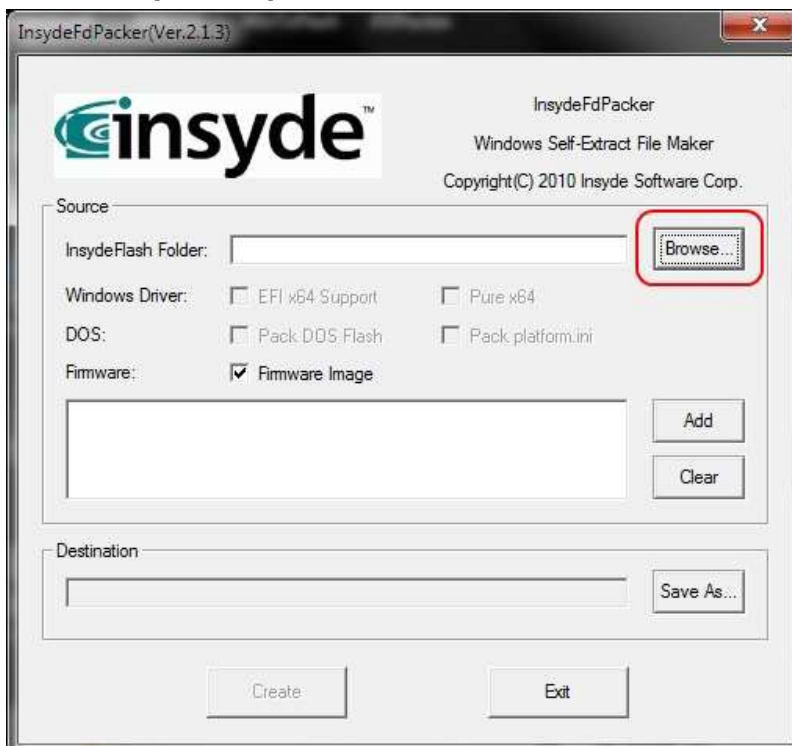 InsydeFdPacker(Ver.2.1.3)
insyde™
InsydeFdPacker
Windows Self-Extract File Maker
Copyright(C) 2010 Insyde Software Corp.
Source
InsydeFlash Folder:
Browse...
Windows Driver:
EFI x64 Support
Pure x64
DOS:
Pack DOS Flash
Pack platform.ini
Firmware:
Firmware Image
Add
Clear
Destination
Save As...
Create
Exit